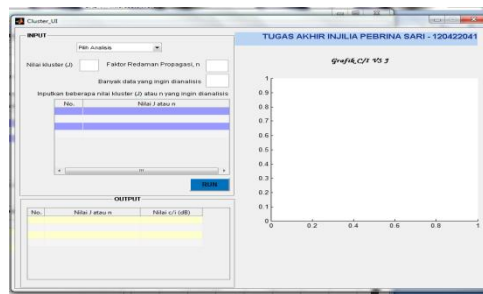 Cluster_UI
INPUT
Pilih Analisis
Nilai kluster (J)
Faktor Redaman Propagasi, n
Banyak data yang ingin dianalisis
Inputkan beberapa nilai kluster (J) atau n yang ingin dianalisis
No. Nilai J atau n
RUN
OUTPUT
No. Nilai J atau n Nilai c/i (dB)
TUGAS AKHIR INJILIA PEBRINA SARI - 120422041
Grafik C/I VS J
1
0.9
0.8
0.7
0.6
0.5
0.4
0.3
0.2
0.1
0
0 0.2 0.4 0.6 0.8 1